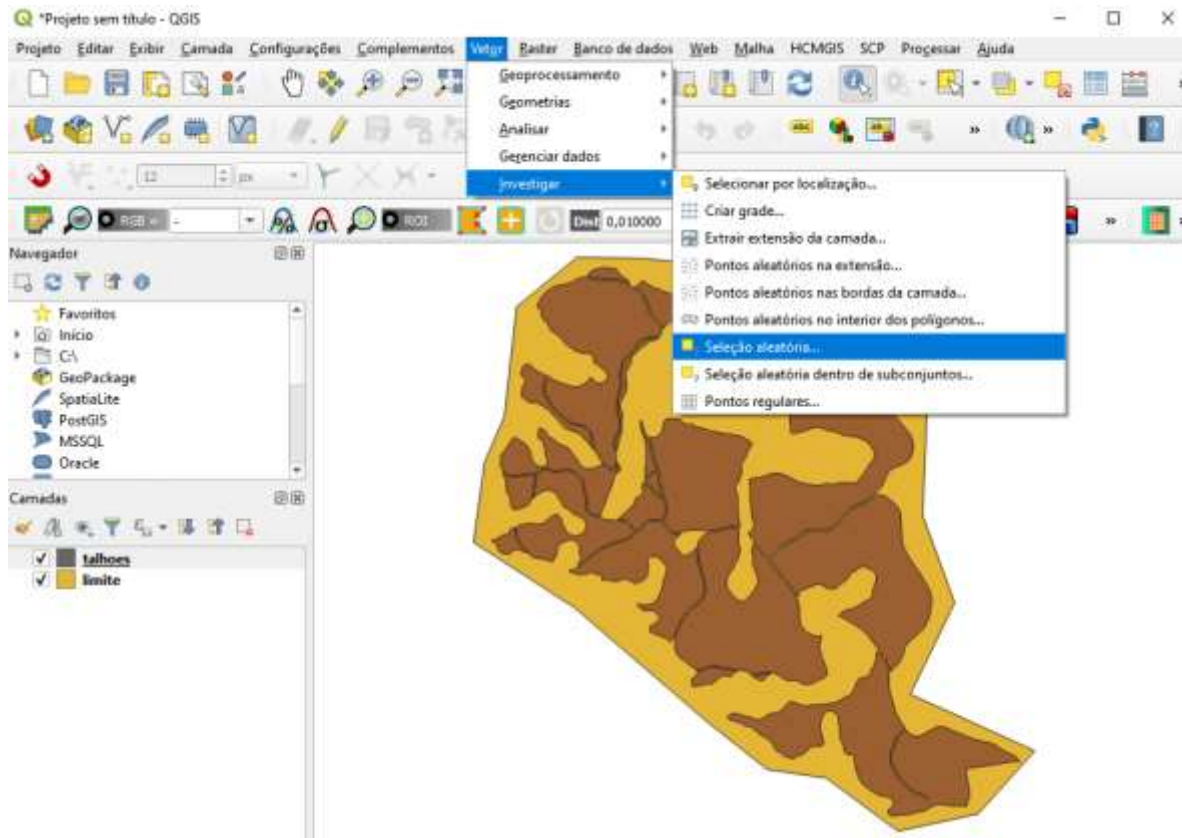 *Projeto sem título - QGIS
Projeto Editar Exibir Camada Configurações Complementos Vetor Raster Banco de dados Web Malha HCMGIS SCP Processar Ajuda
Geoprocessamento
Geometrias
Analisar
Gerenciar dados
Investigar
Selecionar por localização...
Criar grade...
Extrair extensão da camada...
Pontos aleatórios na extensão...
Pontos aleatórios nas bordas da camada...
Pontos aleatórios no interior dos polígonos...
Seleção aleatória...
Seleção aleatória dentro de subconjuntos...
Pontos regulares...
12 px
RGB = - ROI Dist 0,010000
Navegador
Favoritos
Início
C:\
GeoPackage
SpatiaLite
PostGIS
MSSQL
Oracle
Camadas
talhoes
limite